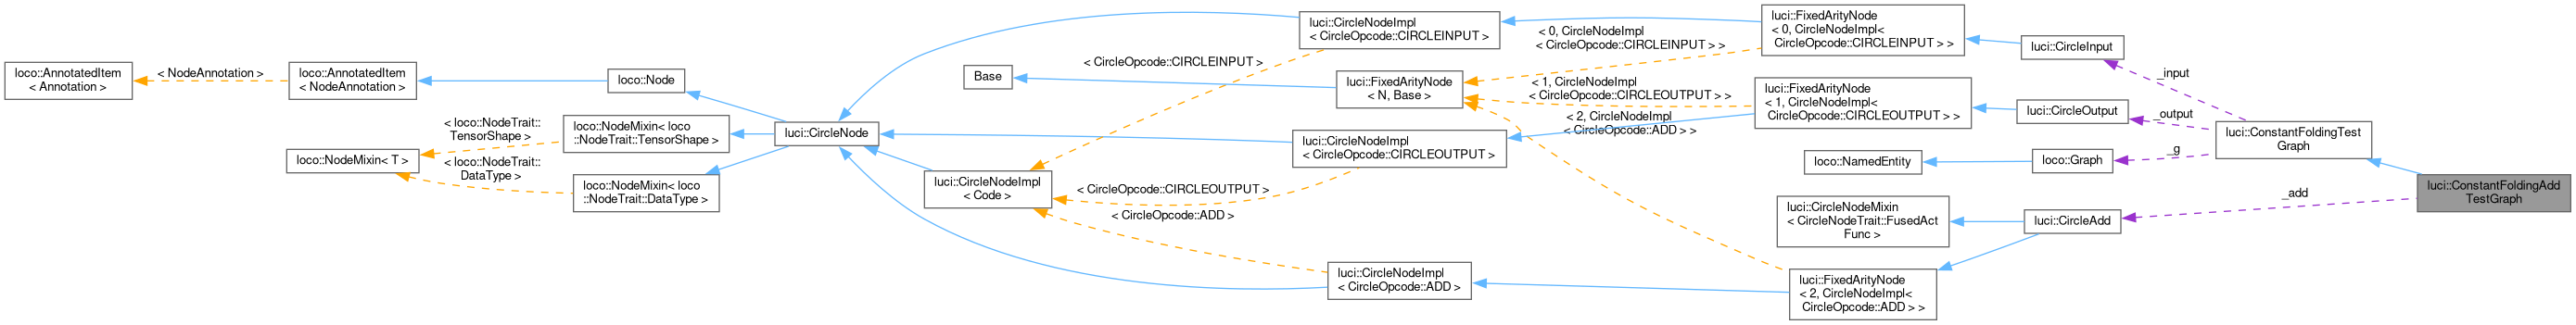 loco::AnnotatedItem
< Annotation >
< NodeAnnotation >
loco::AnnotatedItem
< NodeAnnotation >
loco::Node
< loco::NodeTrait::
TensorShape >
loco::NodeMixin< loco
::NodeTrait::TensorShape >
loco::NodeMixin< T >
< loco::NodeTrait::
DataType >
loco::NodeMixin< loco
::NodeTrait::DataType >
luci::CircleNode
luci::CircleNodeImpl
< Code >
Base
< CircleOpcode::CIRCLEINPUT >
< CircleOpcode::CIRCLEOUTPUT >
< CircleOpcode::ADD >
luci::CircleNodeImpl
< CircleOpcode::CIRCLEINPUT >
luci::FixedArityNode
< N, Base >
luci::CircleNodeImpl
< CircleOpcode::CIRCLEOUTPUT >
luci::CircleNodeImpl
< CircleOpcode::ADD >
< 0, CircleNodeImpl
< CircleOpcode::CIRCLEINPUT > >
< 1, CircleNodeImpl
< CircleOpcode::CIRCLEOUTPUT > >
< 2, CircleNodeImpl
< CircleOpcode::ADD > >
luci::FixedArityNode
< 0, CircleNodeImpl<
CircleOpcode::CIRCLEINPUT > >
luci::FixedArityNode
< 1, CircleNodeImpl<
CircleOpcode::CIRCLEOUTPUT > >
luci::CircleNodeMixin
< CircleNodeTrait::FusedAct
Func >
luci::FixedArityNode
< 2, CircleNodeImpl<
CircleOpcode::ADD > >
luci::CircleInput
luci::CircleOutput
loco::NamedEntity
loco::Graph
luci::CircleAdd
_input
_output
_g
_add
luci::ConstantFoldingTest
Graph
luci::ConstantFoldingAdd
TestGraph